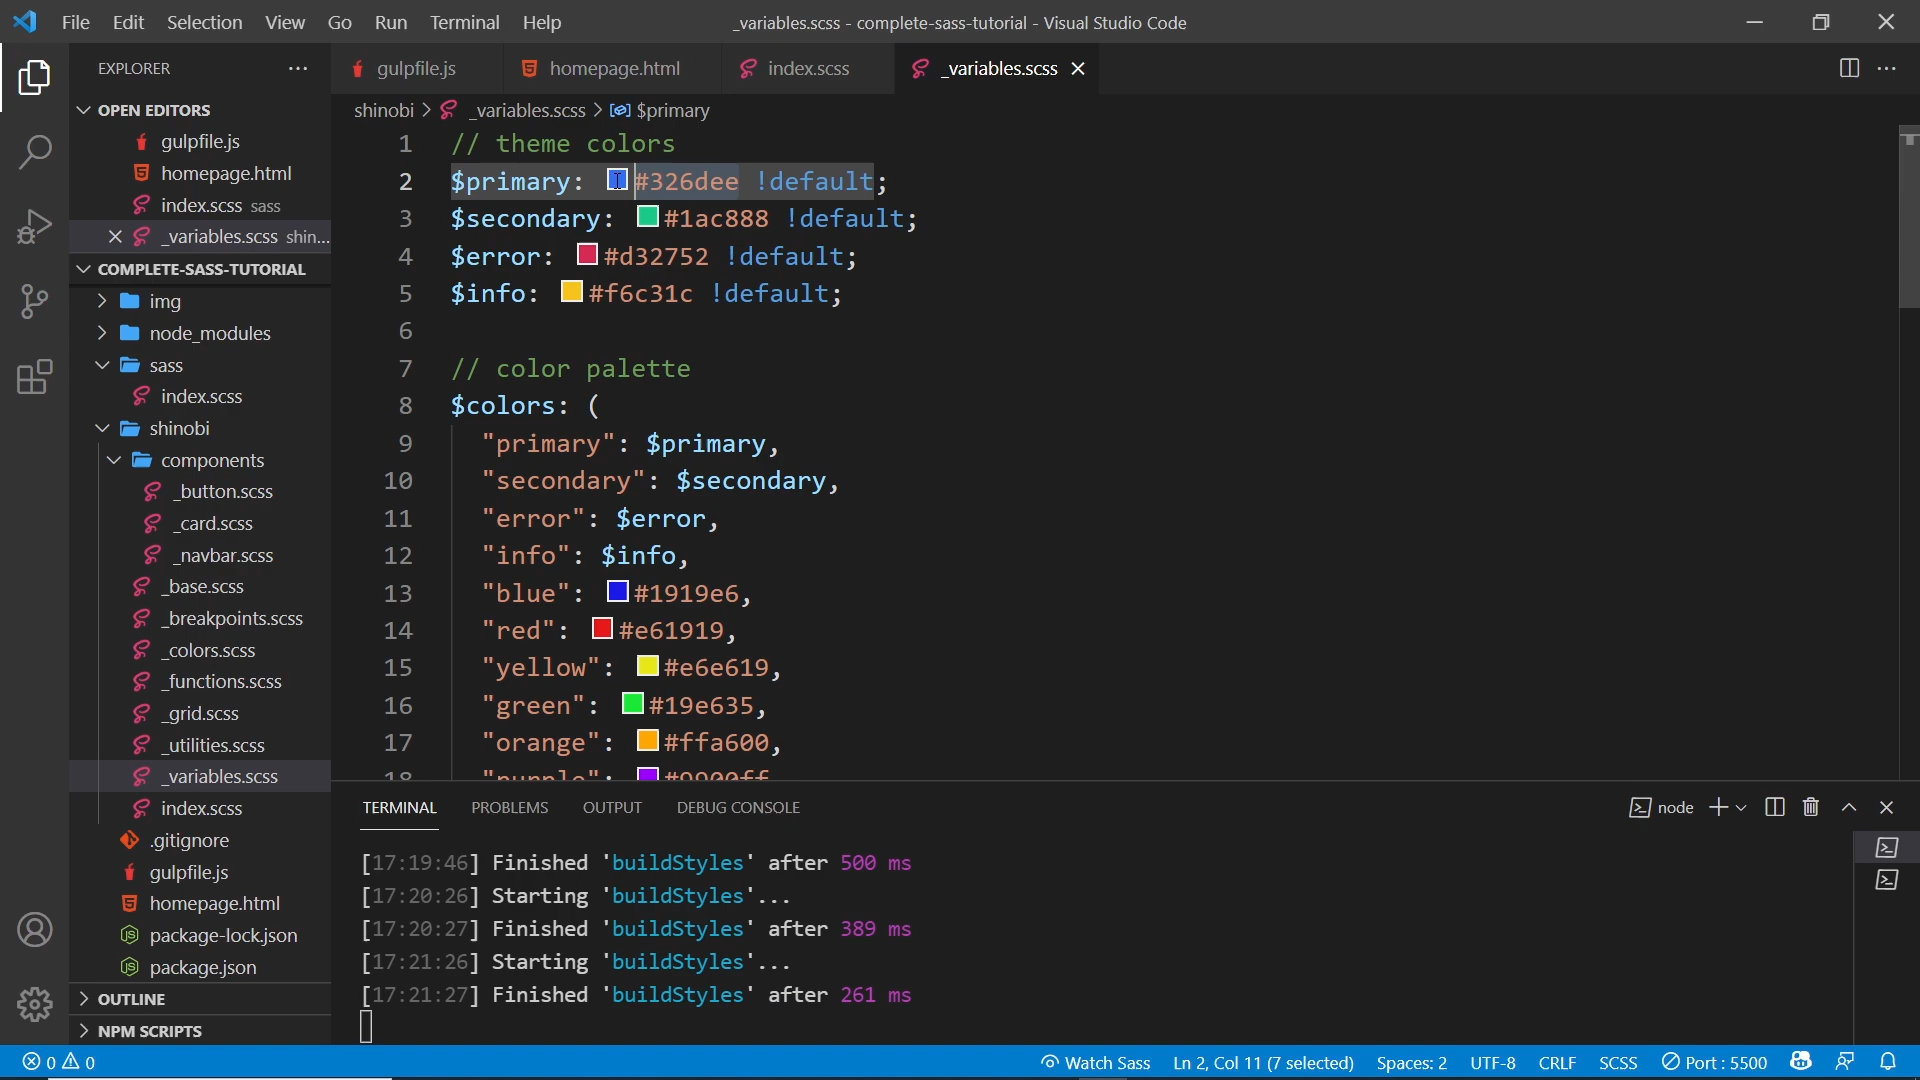 File Edit Selection View Go Run Terminal Help
_variables.scss - complete-sass-tutorial - Visual Studio Code
EXPLORER
gulpfile.js
homepage.html
index.scss
_variables.scss
OPEN EDITORS
gulpfile.js
homepage.html
index.scss sass
_variables.scss shin...
COMPLETE-SASS-TUTORIAL
img
node_modules
sass
index.scss
shinobi
components
_button.scss
_card.scss
_navbar.scss
_base.scss
_breakpoints.scss
_colors.scss
_functions.scss
_grid.scss
_utilities.scss
_variables.scss
index.scss
.gitignore
gulpfile.js
homepage.html
package-lock.json
package.json
OUTLINE
NPM SCRIPTS
shinobi > _variables.scss > $primary
1 // theme colors
2 $primary: #326dee !default;
3 $secondary: #1ac888 !default;
4 $error: #d32752 !default;
5 $info: #f6c31c !default;
6
7 // color palette
8 $colors: (
9 "primary": $primary,
10 "secondary": $secondary,
11 "error": $error,
12 "info": $info,
13 "blue": #1919e6,
14 "red": #e61919,
15 "yellow": #e6e619,
16 "green": #19e635,
17 "orange": #ffa600,
18 "purple": #9900ff
TERMINAL PROBLEMS OUTPUT DEBUG CONSOLE
node
[17:19:46] Finished 'buildStyles' after 500 ms
[17:20:26] Starting 'buildStyles'...
[17:20:27] Finished 'buildStyles' after 389 ms
[17:21:26] Starting 'buildStyles'...
[17:21:27] Finished 'buildStyles' after 261 ms
0 0
Watch Sass Ln 2, Col 11 (7 selected) Spaces: 2 UTF-8 CRLF SCSS Port : 5500